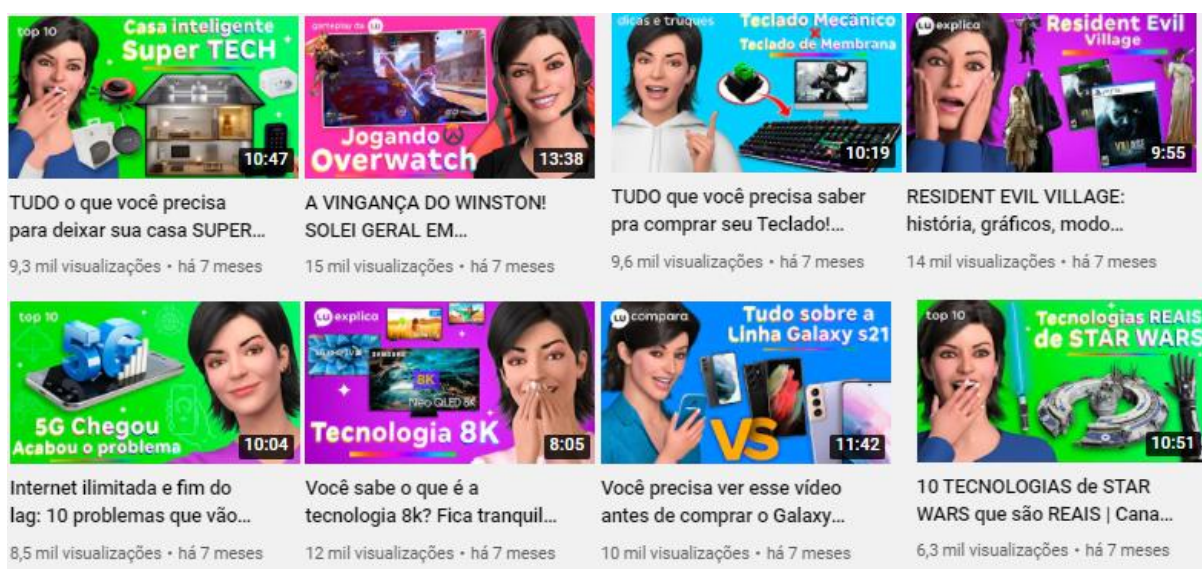 top 10
Casa inteligente
Super TECH
10:47
TUDO o que você precisa
para deixar sua casa SUPER...
9,3 mil visualizações • há 7 meses
gameplay da LU
Jogando
Overwatch
13:38
A VINGANÇA DO WINSTON!
SOLEI GERAL EM...
15 mil visualizações • há 7 meses
dicas e truques
Teclado Mecânico
X
Teclado de Membrana
10:19
TUDO que você precisa saber
pra comprar seu Teclado!...
9,6 mil visualizações • há 7 meses
LU explica
Resident Evil
Village
VILLAGE
9:55
RESIDENT EVIL VILLAGE:
história, gráficos, modo...
14 mil visualizações • há 7 meses
top 10
5G
5G Chegou
Acabou o problema
10:04
Internet ilimitada e fim do
lag: 10 problemas que vão...
8,5 mil visualizações • há 7 meses
LU explica
SAMSUNG
8K
Neo QLED 8K
Tecnologia 8K
8:05
Você sabe o que é a
tecnologia 8k? Fica tranquil...
12 mil visualizações • há 7 meses
LU compara
Tudo sobre a
Linha Galaxy s21
VS
11:42
Você precisa ver esse vídeo
antes de comprar o Galaxy...
10 mil visualizações • há 7 meses
top 10
Tecnologias REAIS
de STAR WARS
10:51
10 TECNOLOGIAS de STAR
WARS que são REAIS | Cana...
6,3 mil visualizações • há 7 meses